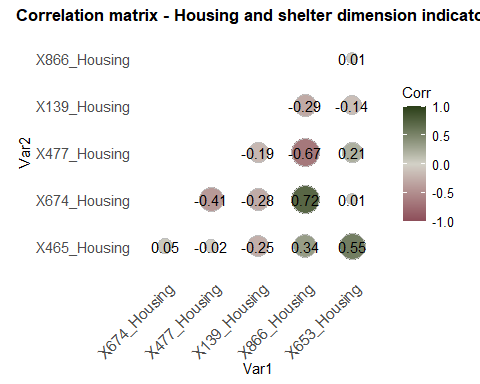 Correlation matrix - Housing and shelter dimension indicato
X866_Housing 0.01
X139_Housing -0.29 -0.14
X477_Housing -0.19 -0.67 0.21
X674_Housing -0.41 -0.28 0.72 0.01
X465_Housing 0.05 -0.02 -0.25 0.34 0.55
Var2
X674_Housing
X477_Housing
X139_Housing
X866_Housing
X653_Housing
Var1
Corr
1.0
0.5
0.0
-0.5
-1.0